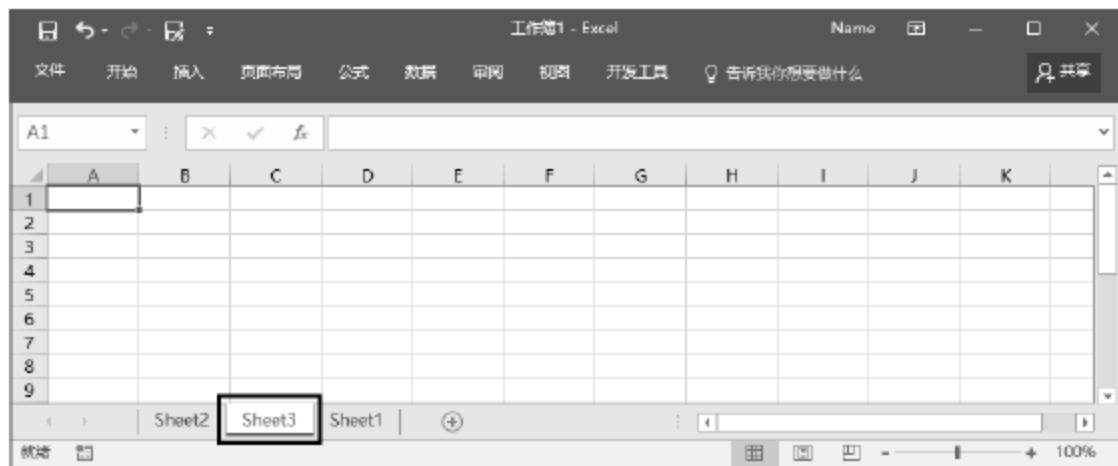 工作簿1 - Excel Name
文件 开始 插入 页面布局 公式 数据 审阅 视图 开发工具 告诉我你想要做什么 共享
A1 fx
A B C D E F G H I J K
1
2
3
4
5
6
7
8
9
Sheet2 Sheet3 Sheet1
就绪 100%